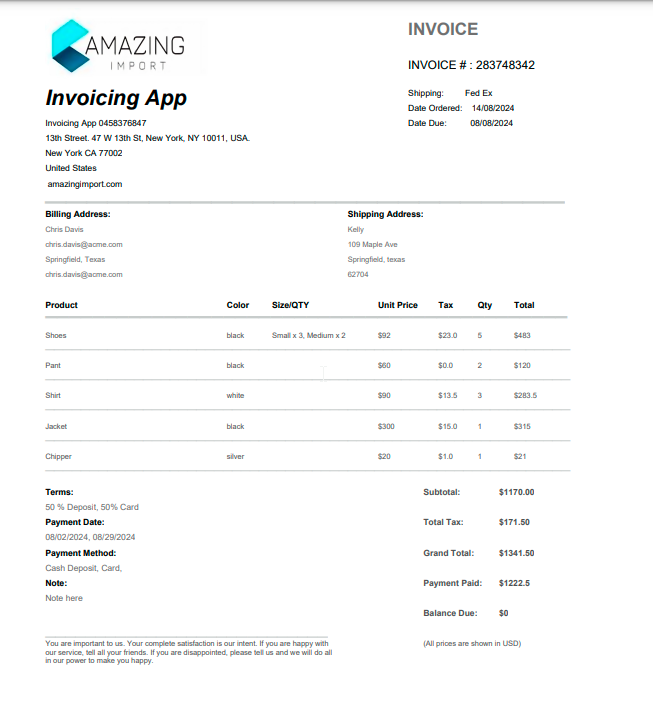 AMAZING
IMPORT
INVOICE
INVOICE # : 283748342
Shipping: Fed Ex
Date Ordered: 14/08/2024
Date Due: 08/08/2024
Invoicing App
Invoicing App 0458376847
13th Street. 47 W 13th St, New York, NY 10011, USA.
New York CA 77002
United States
amazingimport.com
Billing Address:
Chris Davis
chris.davis@acme.com
Springfield, Texas
chris.davis@acme.com
Shipping Address:
Kelly
109 Maple Ave
Springfield, texas
62704
Product Color Size/QTY Unit Price Tax Qty Total
Shoes black Small x 3, Medium x 2 $92 $23.0 5 $483
Pant black $60 $0.0 2 $120
Shirt white $90 $13.5 3 $283.5
Jacket black $300 $15.0 1 $315
Chipper silver $20 $1.0 1 $21
Terms:
50 % Deposit, 50% Card
Payment Date:
08/02/2024, 08/29/2024
Payment Method:
Cash Deposit, Card,
Note:
Note here
Subtotal: $1170.00
Total Tax: $171.50
Grand Total: $1341.50
Payment Paid: $1222.5
Balance Due: $0
You are important to us. Your complete satisfaction is our intent. If you are happy with
our service, tell all your friends. If you are disappointed, please tell us and we will do all
in our power to make you happy.
(All prices are shown in USD)